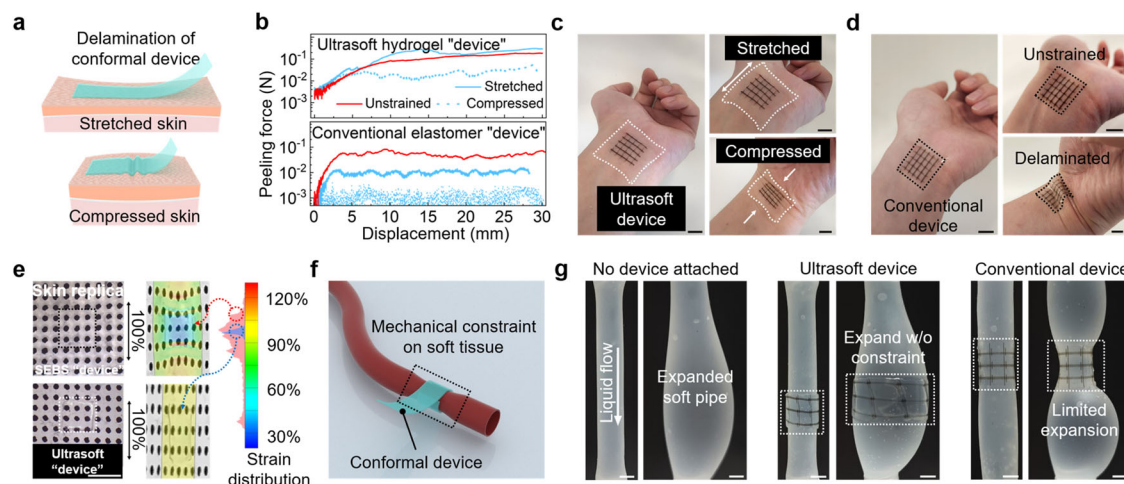 a
Delamination of
conformal device
Stretched skin
Compressed skin
b
Peeling force (N)
10⁻¹
10⁻²
10⁻³
Ultrasoft hydrogel "device"
Stretched
Unstrained
Compressed
10⁻¹
10⁻²
10⁻³
Conventional elastomer "device"
0 5 10 15 20 25 30
Displacement (mm)
c
Ultrasoft
device
Stretched
Compressed
d
Conventional
device
Unstrained
Delaminated
e
Skin replica
SEBS “device”
100%
Ultrasoft
“device”
100%
120%
90%
60%
30%
Strain
distribution
f
Mechanical constraint
on soft tissue
Conformal device
g
No device attached
Liquid flow
Expanded
soft pipe
Ultrasoft device
Expand w/o
constraint
Conventional device
Limited
expansion